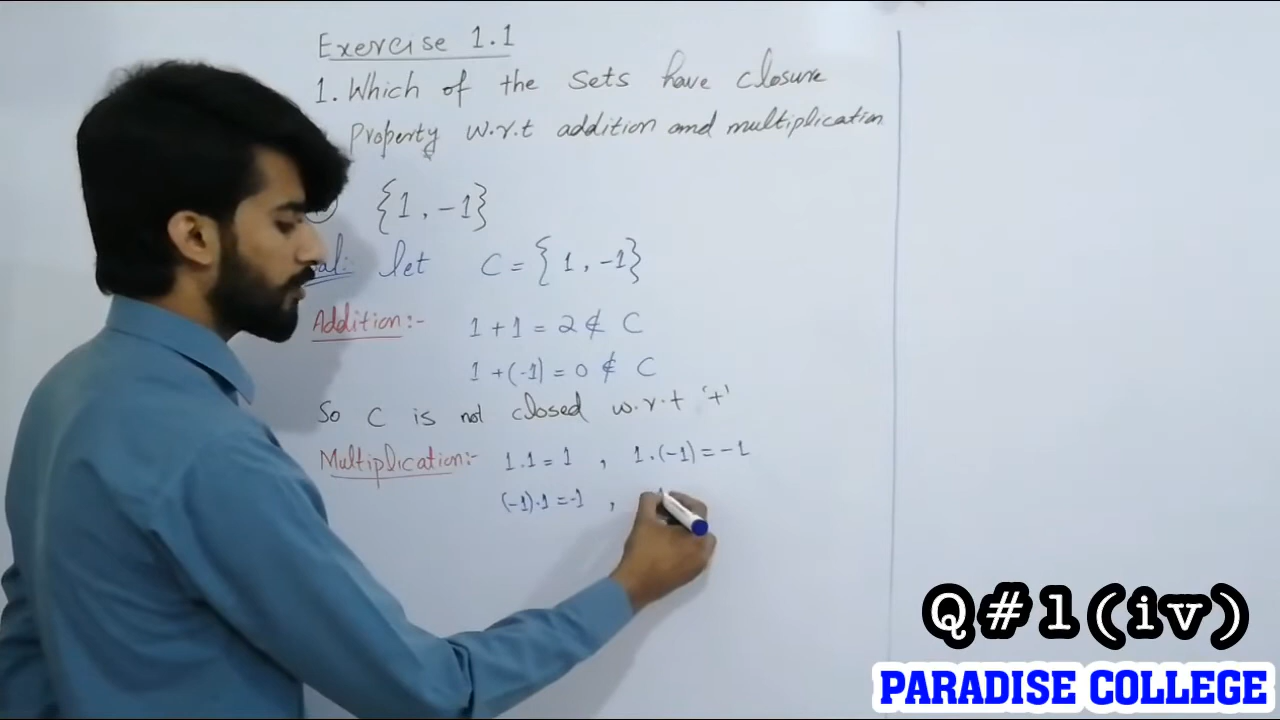 Exercise 1.1
1. Which of the sets have closure
property w.r.t addition and multiplication
{1, -1}
let C = {1, -1}
Addition:- 1 + 1 = 2 ∉ C
1 + (-1) = 0 ∉ C
So C is not closed w.r.t '+'
Multiplication:- 1.1 = 1 , 1.(-1) = -1
(-1).1 = -1 ,
Q#1(iv)
PARADISE COLLEGE